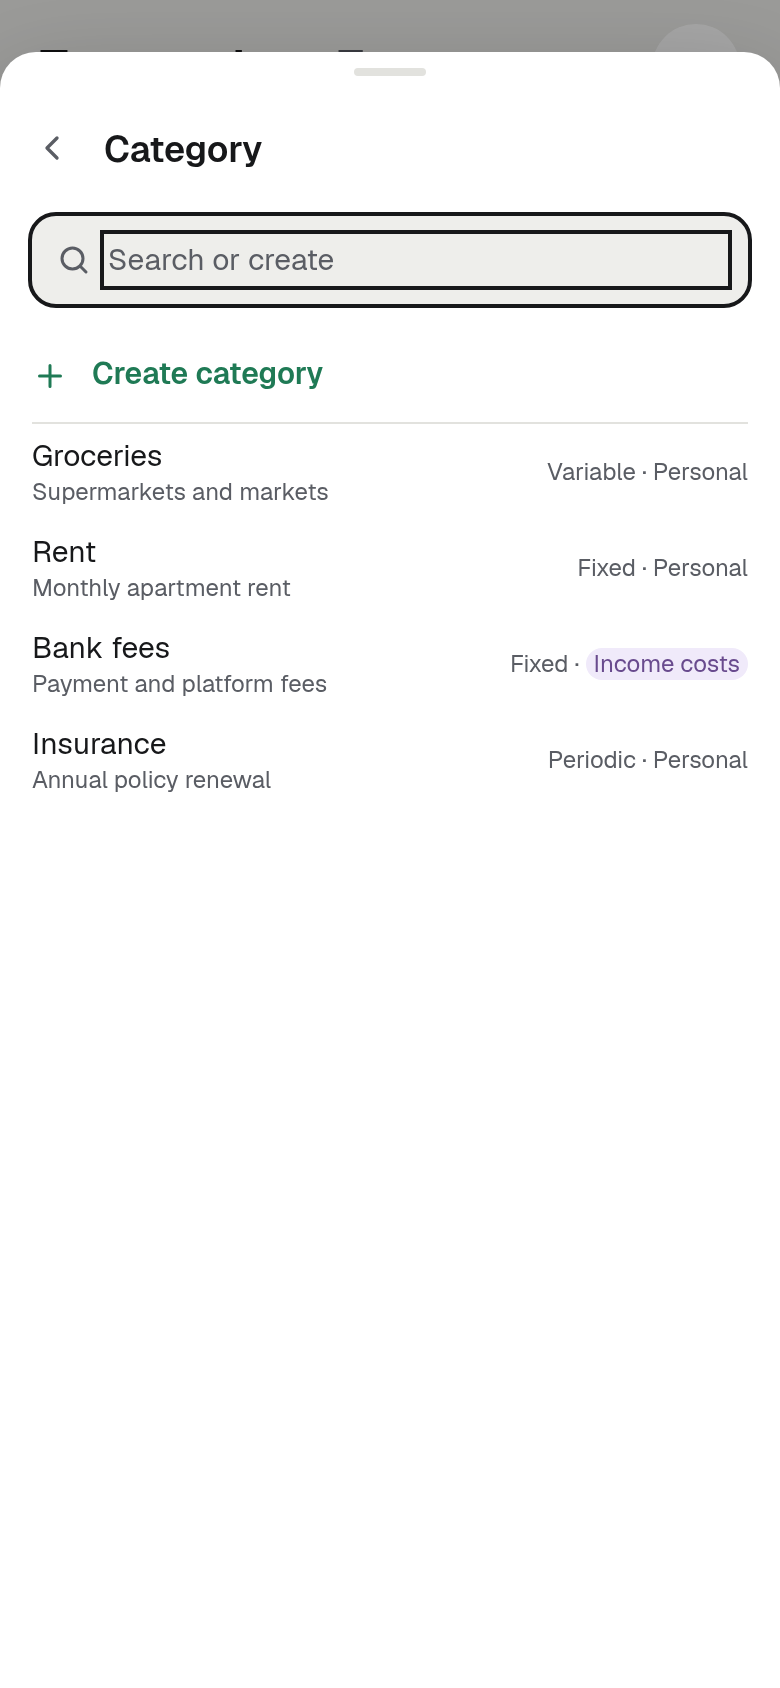 Category
Search or create
Create category
Groceries
Supermarkets and markets
Variable · Personal
Rent
Monthly apartment rent
Fixed · Personal
Bank fees
Payment and platform fees
Fixed · Income costs
Insurance
Annual policy renewal
Periodic · Personal